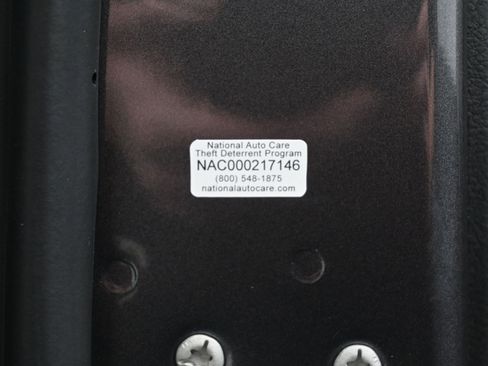 National Auto Care
Theft Deterrent Program
NAC000217146
(800) 548-1875
nationalautocare.com